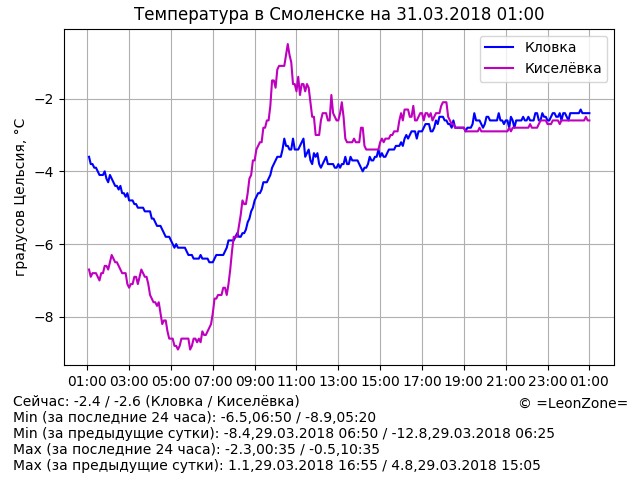 Температура в Смоленске на 31.03.2018 01:00
Кловка
Киселёвка
градусов Цельсия, °C
−2
−4
−6
−8
01:00 03:00 05:00 07:00 09:00 11:00 13:00 15:00 17:00 19:00 21:00 23:00 01:00
Сейчас: -2.4 / -2.6 (Кловка / Киселёвка)
© =LeonZone=
Min (за последние 24 часа): -6.5,06:50 / -8.9,05:20
Min (за предыдущие сутки): -8.4,29.03.2018 06:50 / -12.8,29.03.2018 06:25
Max (за последние 24 часа): -2.3,00:35 / -0.5,10:35
Max (за предыдущие сутки): 1.1,29.03.2018 16:55 / 4.8,29.03.2018 15:05